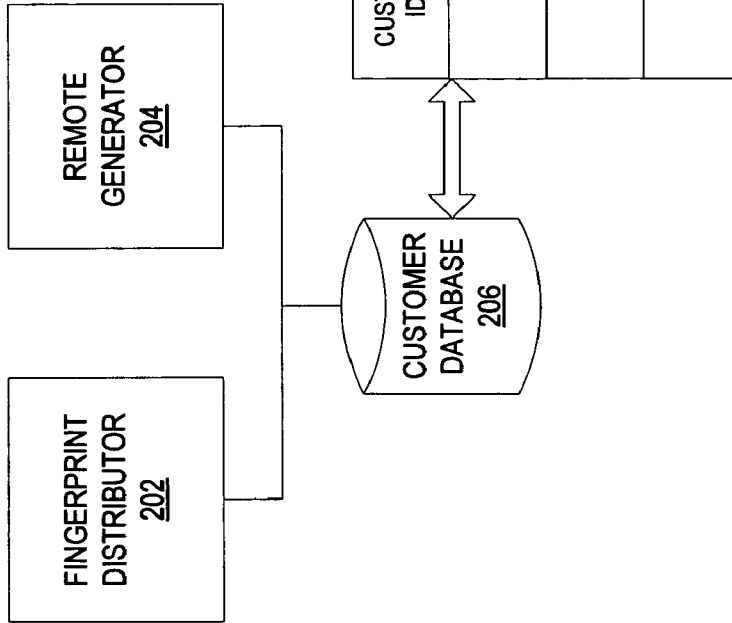 FINGERPRINT
DISTRIBUTOR
202
REMOTE
GENERATOR
204
CUSTOMER
DATABASE
206